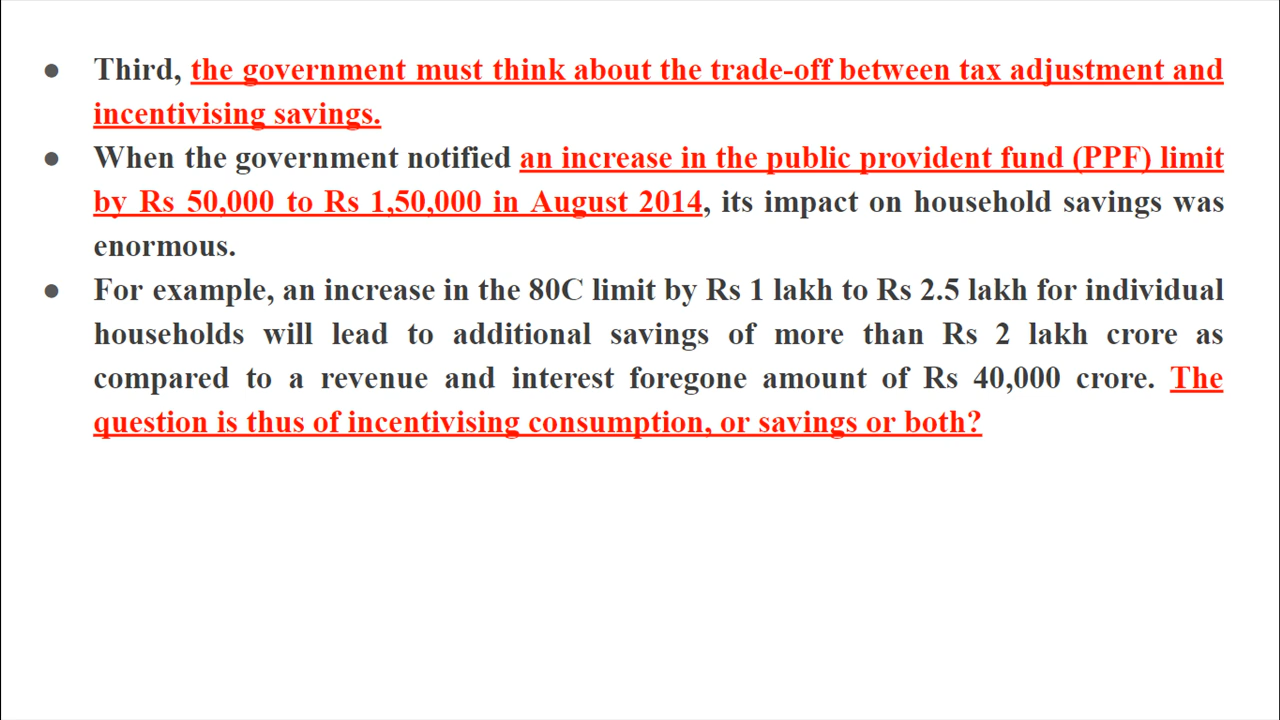 ● Third, the government must think about the trade-off between tax adjustment and
incentivising savings.
● When the government notified an increase in the public provident fund (PPF) limit
by Rs 50,000 to Rs 1,50,000 in August 2014, its impact on household savings was
enormous.
● For example, an increase in the 80C limit by Rs 1 lakh to Rs 2.5 lakh for individual
households will lead to additional savings of more than Rs 2 lakh crore as
compared to a revenue and interest foregone amount of Rs 40,000 crore. The
question is thus of incentivising consumption, or savings or both?